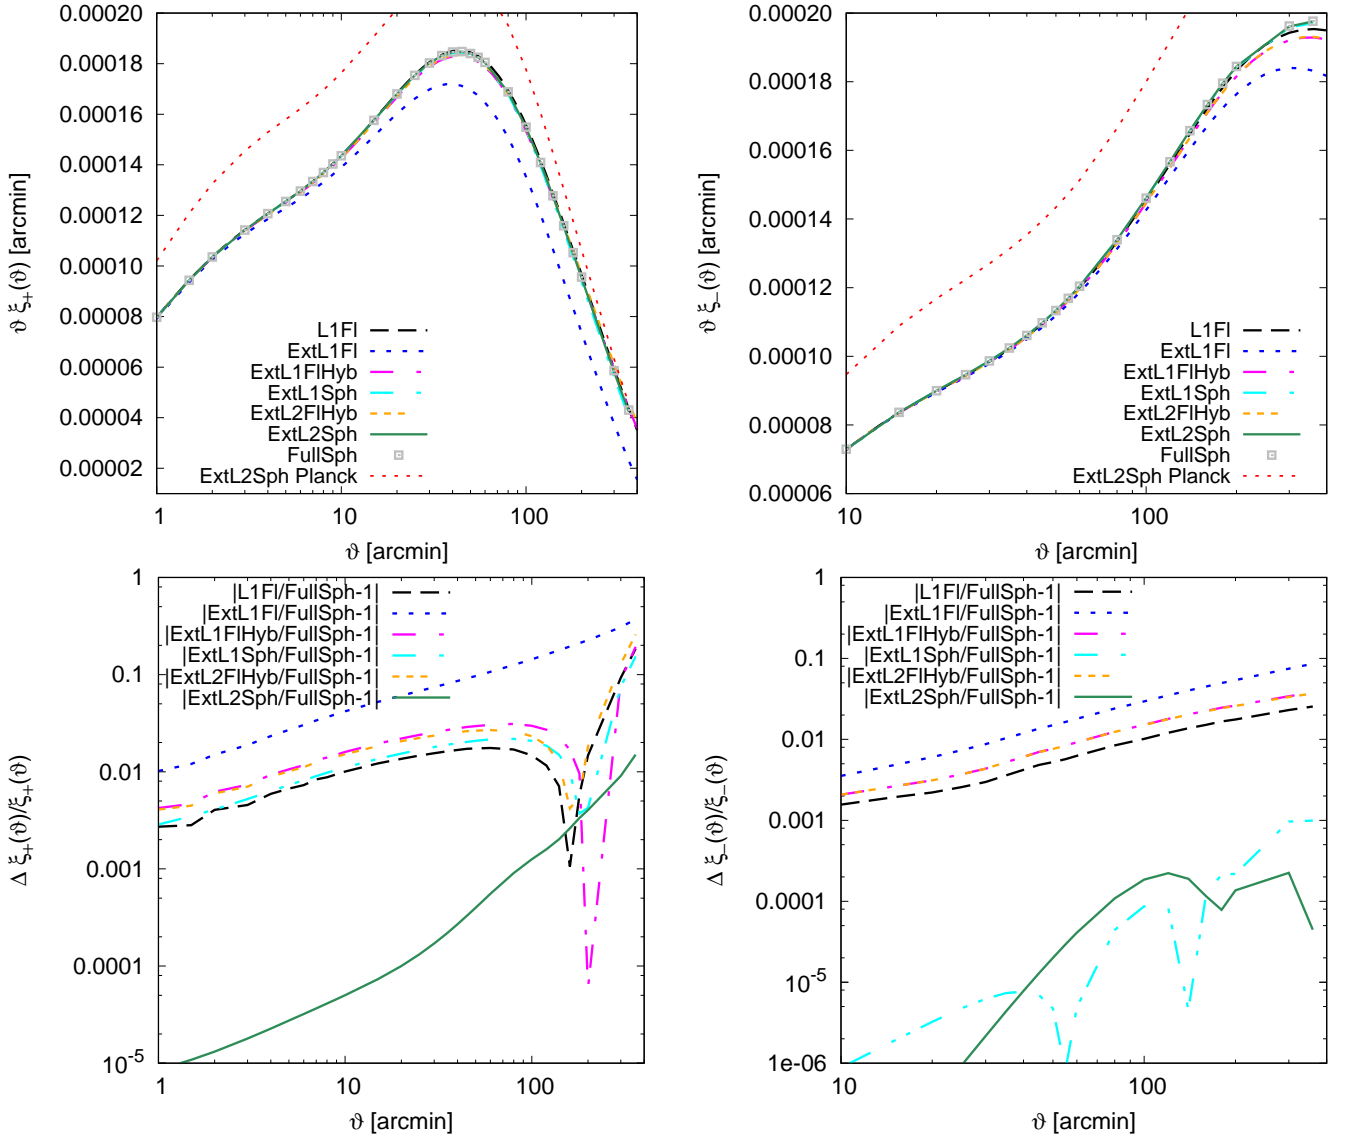 0.00020
0.00018
0.00016
0.00014
0.00012
0.00010
0.00008
0.00006
0.00004
0.00002
ϑ ξ+(ϑ) [arcmin]
L1Fl
ExtL1Fl
ExtL1FlHyb
ExtL1Sph
ExtL2FlHyb
ExtL2Sph
FullSph
ExtL2Sph Planck
1 10 100
ϑ [arcmin]
0.00020
0.00018
0.00016
0.00014
0.00012
0.00010
0.00008
0.00006
ϑ ξ−(ϑ) [arcmin]
L1Fl
ExtL1Fl
ExtL1FlHyb
ExtL1Sph
ExtL2FlHyb
ExtL2Sph
FullSph
ExtL2Sph Planck
10 100
ϑ [arcmin]
1
0.1
0.01
0.001
0.0001
10-5
Δ ξ+(ϑ)/ξ+(ϑ)
|L1Fl/FullSph-1|
|ExtL1Fl/FullSph-1|
|ExtL1FlHyb/FullSph-1|
|ExtL1Sph/FullSph-1|
|ExtL2FlHyb/FullSph-1|
|ExtL2Sph/FullSph-1|
1 10 100
ϑ [arcmin]
1
0.1
0.01
0.001
0.0001
10-5
1e-06
Δ ξ−(ϑ)/ξ−(ϑ)
|L1Fl/FullSph-1|
|ExtL1Fl/FullSph-1|
|ExtL1FlHyb/FullSph-1|
|ExtL1Sph/FullSph-1|
|ExtL2FlHyb/FullSph-1|
|ExtL2Sph/FullSph-1|
10 100
ϑ [arcmin]